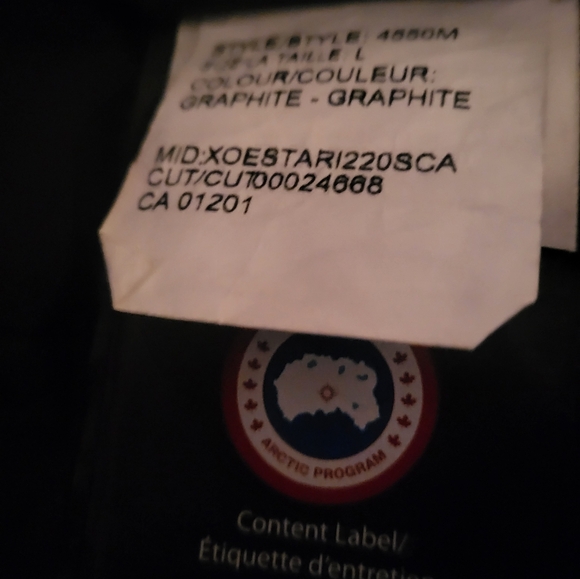 STYLE/STYLE: 4550M
LA TAILLE: L
COLOUR/COULEUR:
GRAPHITE - GRAPHITE
MID:XOESTARI220SCA
CUT/CUT00024668
CA 01201
ARCTIC PROGRAM
Content Label/
Étiquette d'entretien